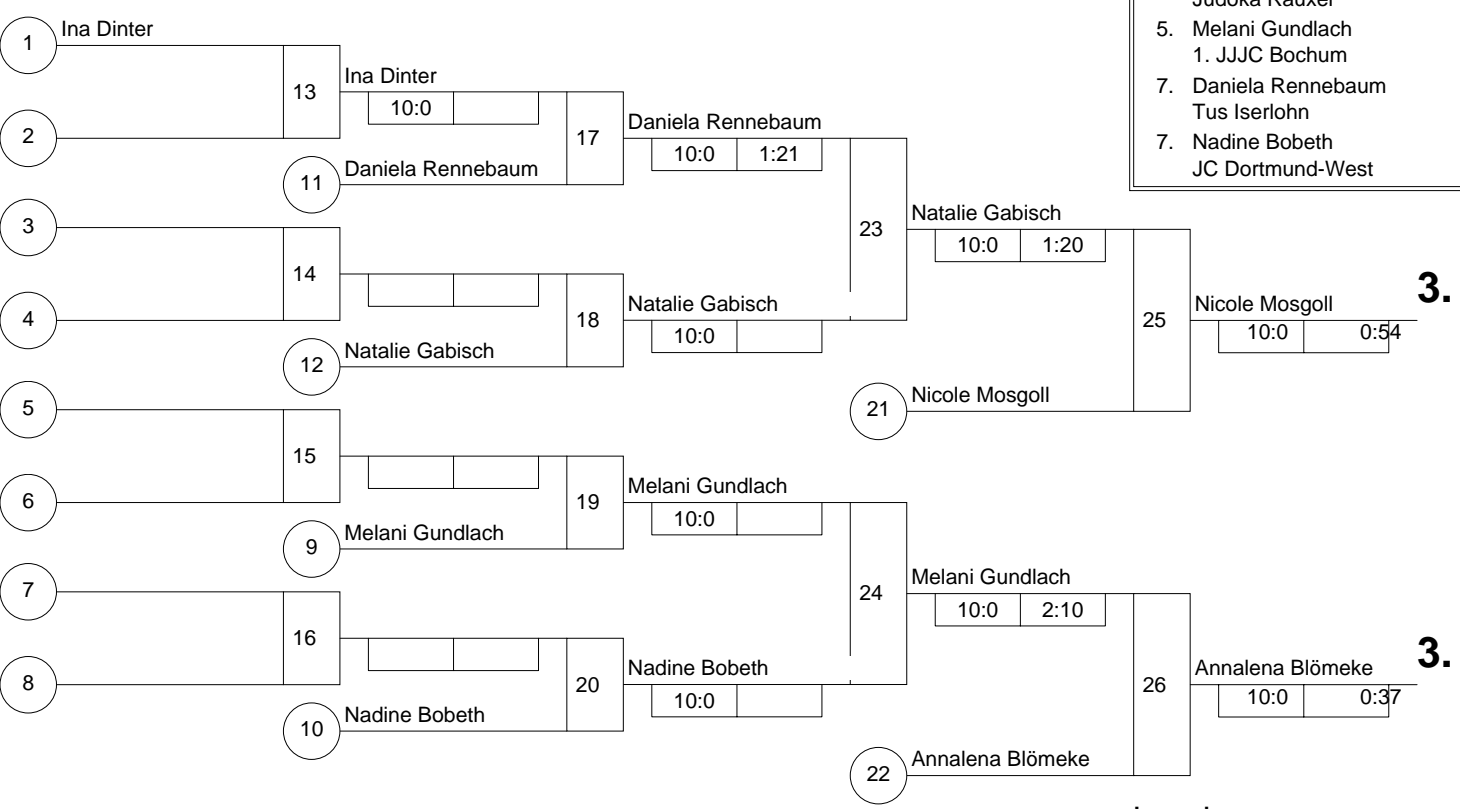 Judoka Rauxel
5. Melani Gundlach
1. JJJC Bochum
7. Daniela Rennebaum
Tus Iserlohn
7. Nadine Bobeth
JC Dortmund-West
1 Ina Dinter
2
13
Ina Dinter
10:0
11 Daniela Rennebaum
17
Daniela Rennebaum
10:0 1:21
3
4
14
12 Natalie Gabisch
18
Natalie Gabisch
10:0
23
Natalie Gabisch
10:0 1:20
21 Nicole Mosgoll
25
Nicole Mosgoll
10:0 0:54
3.
5
6
15
9 Melani Gundlach
19
Melani Gundlach
10:0
7
8
16
10 Nadine Bobeth
20
Nadine Bobeth
10:0
24
Melani Gundlach
10:0 2:10
22 Annalena Blömeke
26
Annalena Blömeke
10:0 0:37
3.